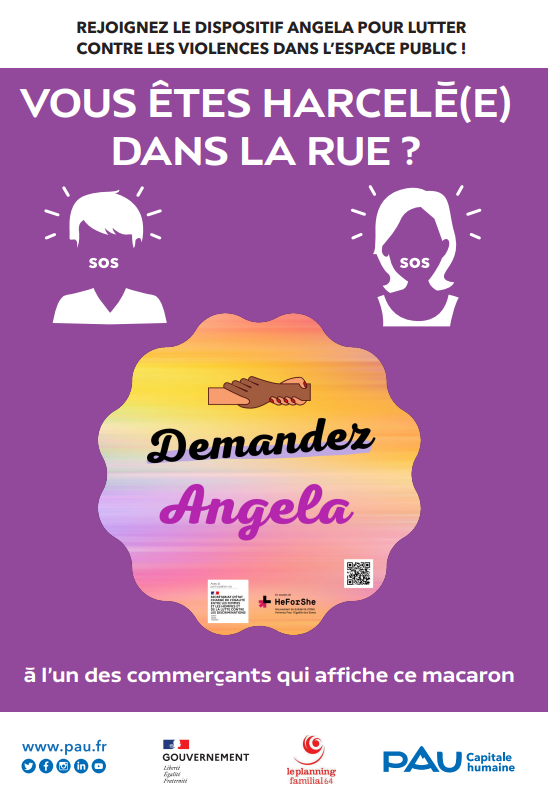 REJOIGNEZ LE DISPOSITIF ANGELA POUR LUTTER
CONTRE LES VIOLENCES DANS L'ESPACE PUBLIC !
VOUS ÊTES HARCELÉ(E)
DANS LA RUE ?
SOS
SOS
Demandez
Angela
HeForShe
à l'un des commerçants qui affiche ce macaron
www.pau.fr
GOUVERNEMENT
Liberté
Égalité
Fraternité
le planning
familial 64
PAU Capitale
humaine